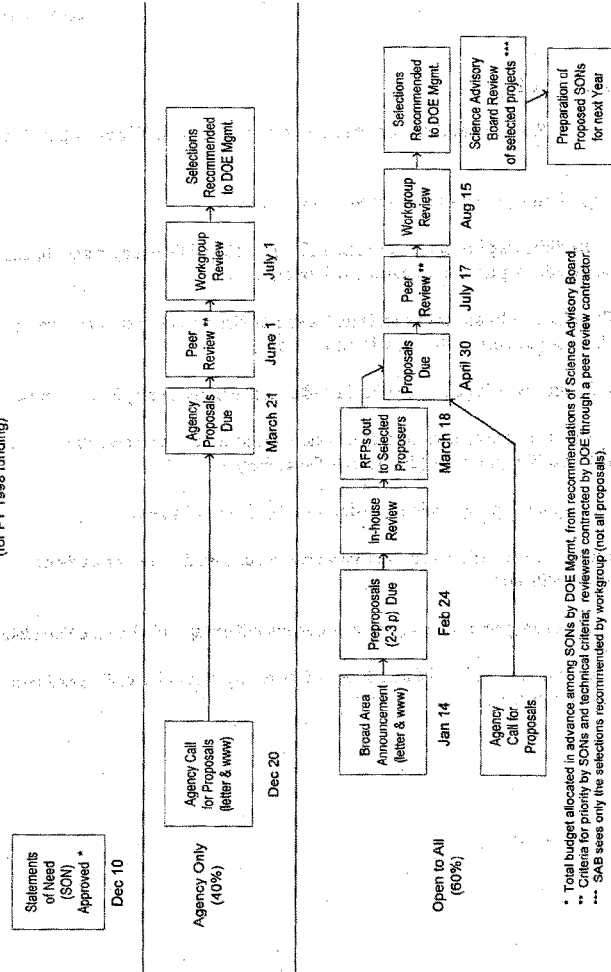 (for FY 1998 funding)
Statements
of Need
(SON)
Approved *
Dec 10
Agency Only
(40%)
Agency Call
for Proposals
(letter & www)
Dec 20
Agency
Proposals
Due
March 21
Peer
Review **
June 1
Workgroup
Review
July 1
Selections
Recommended
to DOE Mgmt.
Open to All
(60%)
Broad Area
Announcement
(letter & www)
Jan 14
Preproposals
(2-3 p) Due
Feb 24
In-house
Review
RFPs out
to Selected
Proposers
March 18
Agency
Call for
Proposals
Proposals
Due
April 30
Peer
Review **
July 17
Workgroup
Review
Aug 15
Selections
Recommended
to DOE Mgmt.
Science Advisory
Board Review
of selected projects ***
Preparation of
Proposed SONs
for next Year
* Total budget allocated in advance among SONs by DOE Mgmt, from recommendations of Science Advisory Board.
** Criteria for priority by SONs and technical criteria; reviewers contracted by DOE through a peer review contractor.
*** SAB sees only the selections recommended by workgroup (not all proposals).